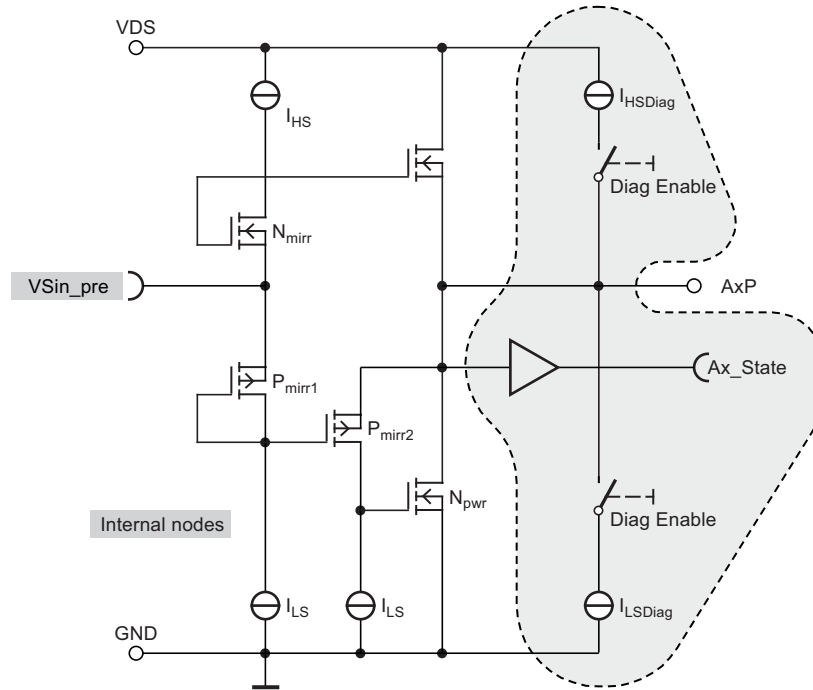 VDS
I_HS
I_HSDiag
Diag Enable
N_mirr
VSin_pre
AxP
P_mirr1
Ax_State
P_mirr2
N_pwr
Internal nodes
Diag Enable
I_LS
I_LS
I_LSDiag
GND